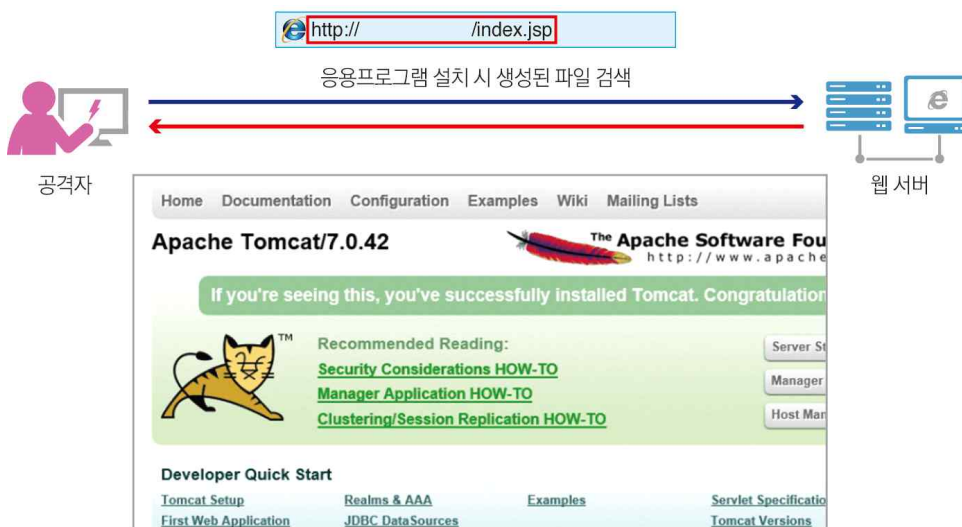 http:// /index.jsp
응용프로그램 설치 시 생성된 파일 검색
공격자
웹 서버
Home Documentation Configuration Examples Wiki Mailing Lists
Apache Tomcat/7.0.42
The Apache Software Fou
http://www.apache
If you're seeing this, you've successfully installed Tomcat. Congratulation
TM
Recommended Reading:
Security Considerations HOW-TO
Manager Application HOW-TO
Clustering/Session Replication HOW-TO
Server St
Manager
Host Man
Developer Quick Start
Tomcat Setup Realms & AAA Examples Servlet Specificatio
First Web Application JDBC DataSources Tomcat Versions